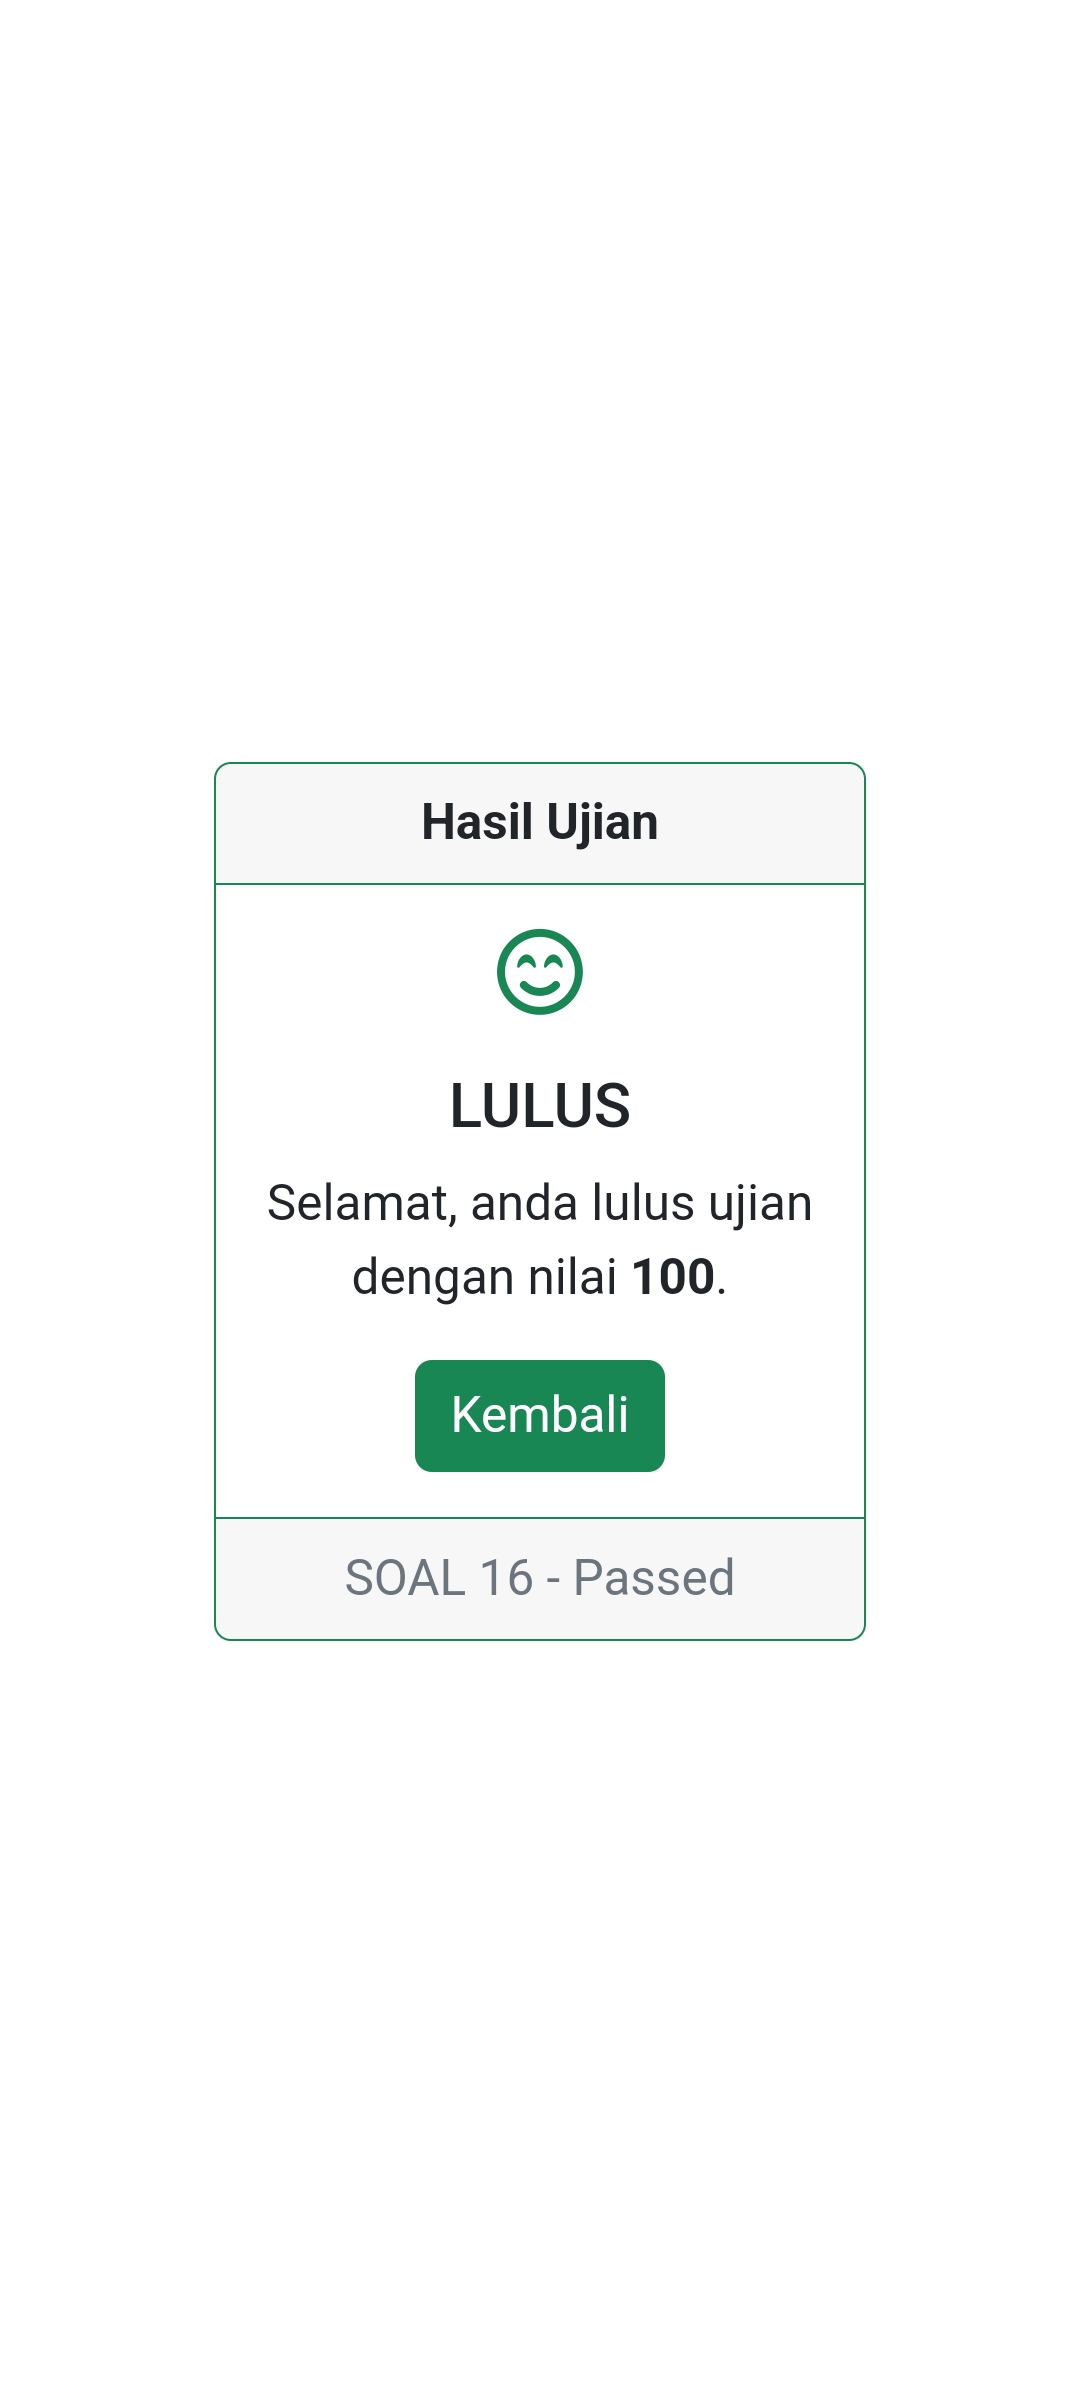 Hasil Ujian
LULUS
Selamat, anda lulus ujian
dengan nilai 100.
Kembali
SOAL 16 - Passed